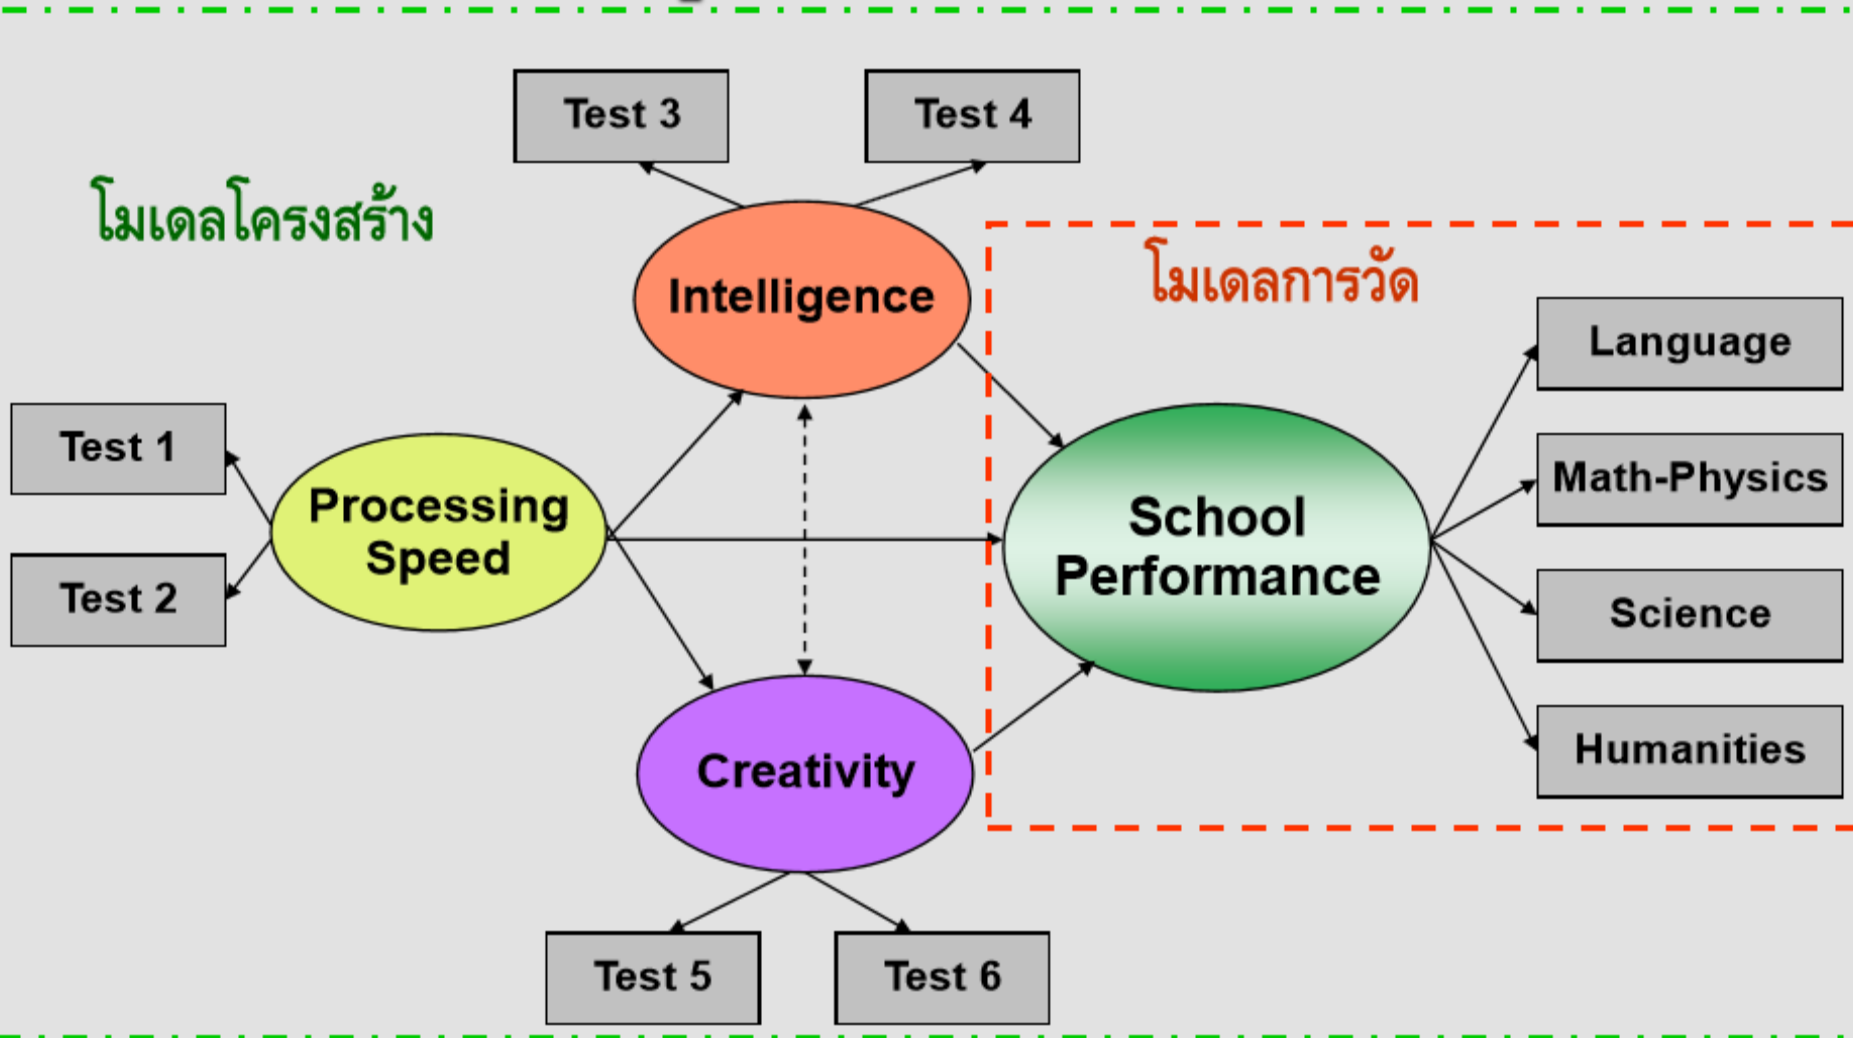 Test 3
Test 4
โมเดลโครงสร้าง
Intelligence
โมเดลการวัด
Language
Test 1
Math-Physics
Processing
Speed
School
Performance
Test 2
Science
Creativity
Humanities
Test 5
Test 6